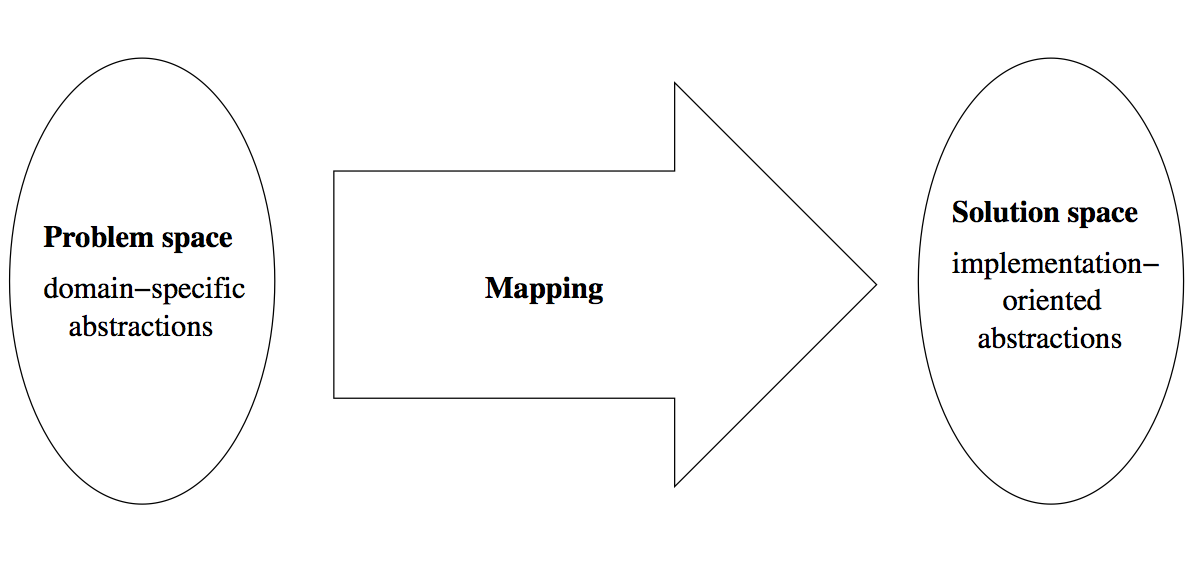 Problem space
domain−specific
abstractions
Mapping
Solution space
implementation−
oriented
abstractions